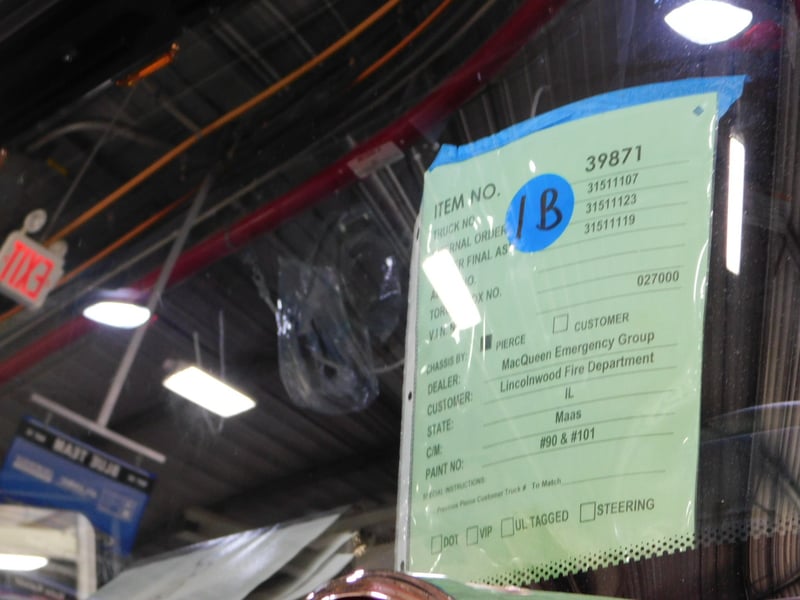 39871
ITEM NO.
1B
31511107
TRUCK NO.
31511123
31511119
027000
CHASSIS BY: PIERCE CUSTOMER
DEALER: MacQueen Emergency Group
CUSTOMER: Lincolnwood Fire Department
STATE: IL
C/M: Maas
PAINT NO: #90 & #101
SPECIAL INSTRUCTIONS:
Previous Pierce Customer Truck # To Match
DOT VIP UL TAGGED STEERING
EXIT